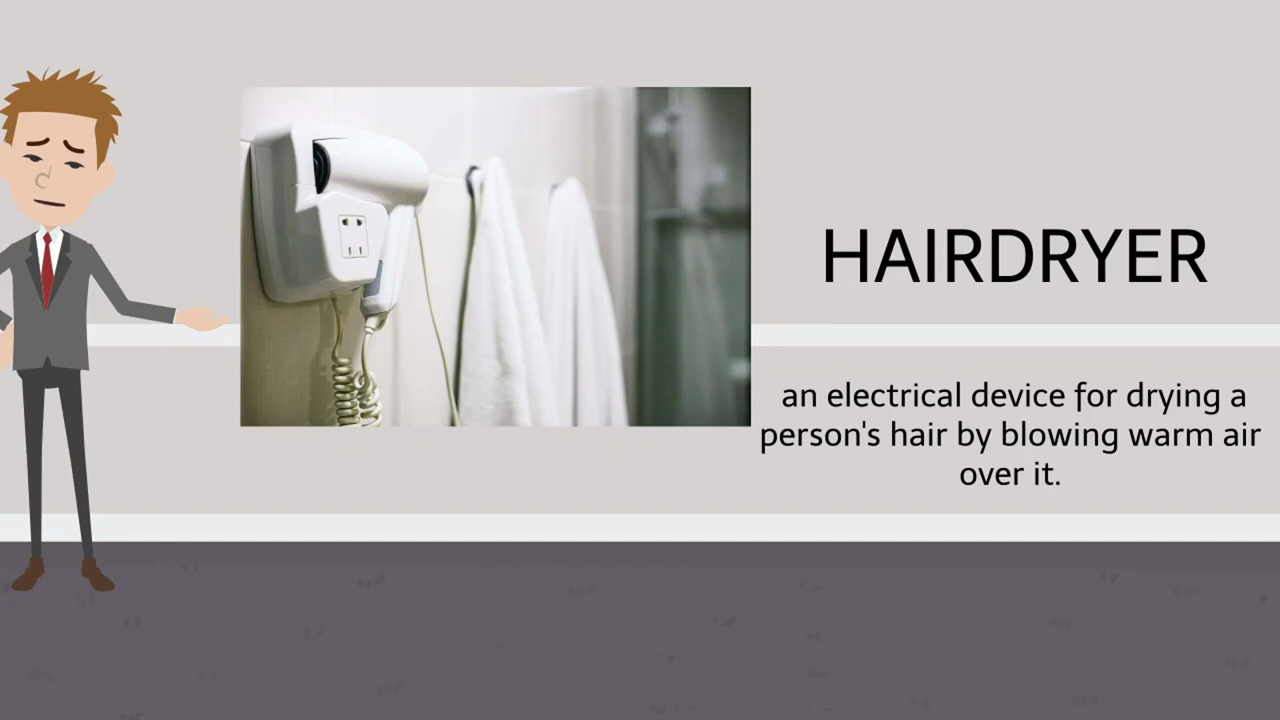 HAIRDRYER
an electrical device for drying a
person's hair by blowing warm air
over it.